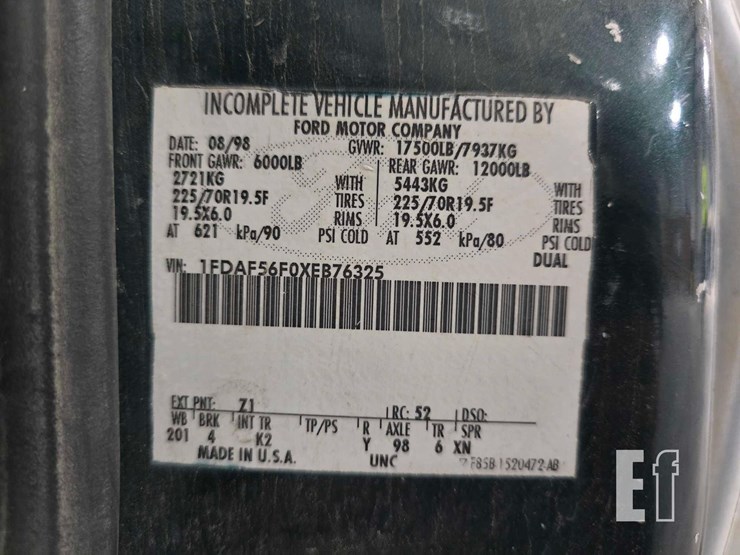 INCOMPLETE VEHICLE MANUFACTURED BY
FORD MOTOR COMPANY
DATE: 08/98 GVWR: 17500LB/7937KG
FRONT GAWR: 6000LB REAR GAWR: 12000LB
2721KG WITH 5443KG WITH
225/70R19.5F TIRES 225/70R19.5F TIRES
19.5X6.0 RIMS 19.5X6.0 RIMS
AT 621 kPa/90 PSI COLD AT 552 kPa/80 PSI COLD
DUAL
VIN: 1FDAF56F0XEB76325
EXT PNT: Z1 RC: 52 DSO:
WB BRK INT TR TP/PS R AXLE TR SPR
201 4 K2 Y 98 6 XN
MADE IN U.S.A. UNC F85B 1520472 AB
Ef